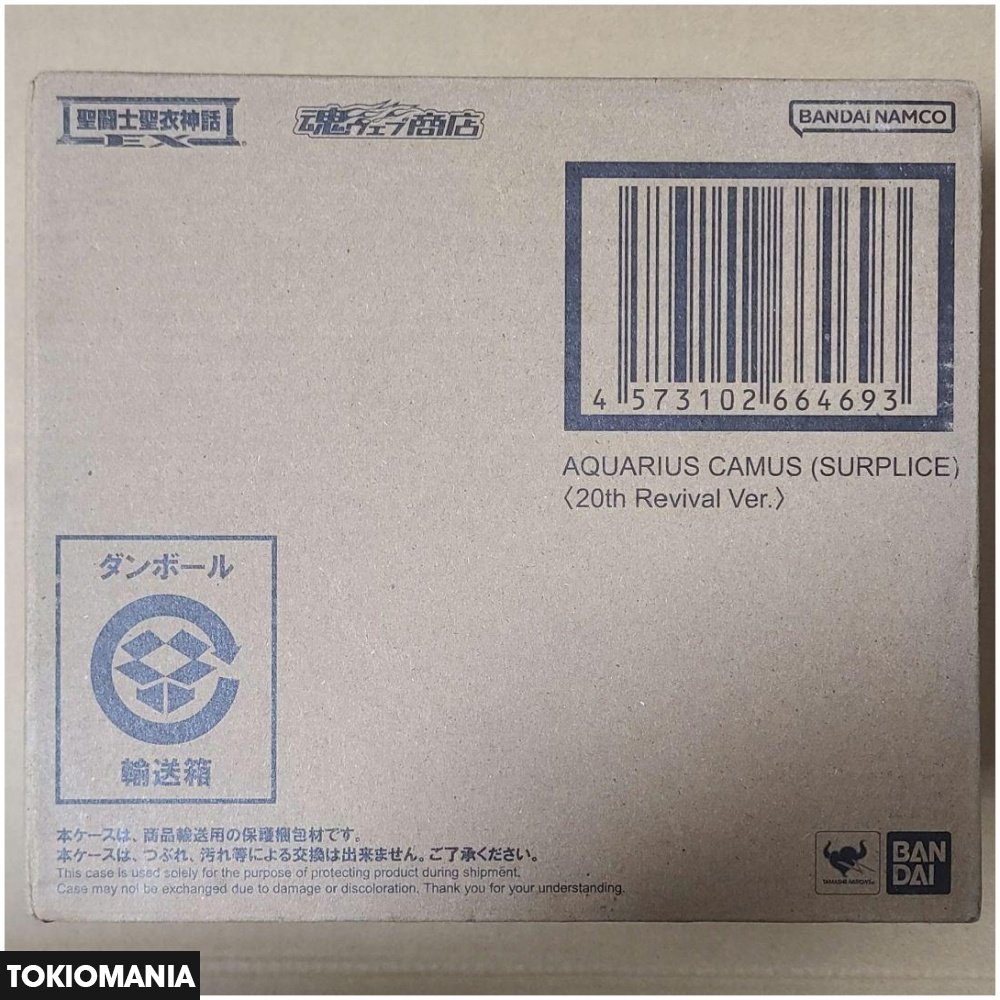 聖闘士聖衣神話
EX
魂ウェブ商店
BANDAI NAMCO
4 573102 664693
AQUARIUS CAMUS (SURPLICE)
〈20th Revival Ver.〉
ダンボール
輸送箱
本ケースは、商品輸送用の保護梱包材です。
本ケースは、つぶれ、汚れ等による交換は出来ません。ご了承ください。
This case is used solely for the purpose of protecting product during shipment.
Case may not be exchanged due to damage or discoloration. Thank you for your understanding.
TAMASHII NATIONS
BAN
DAI
TOKIOMANIA